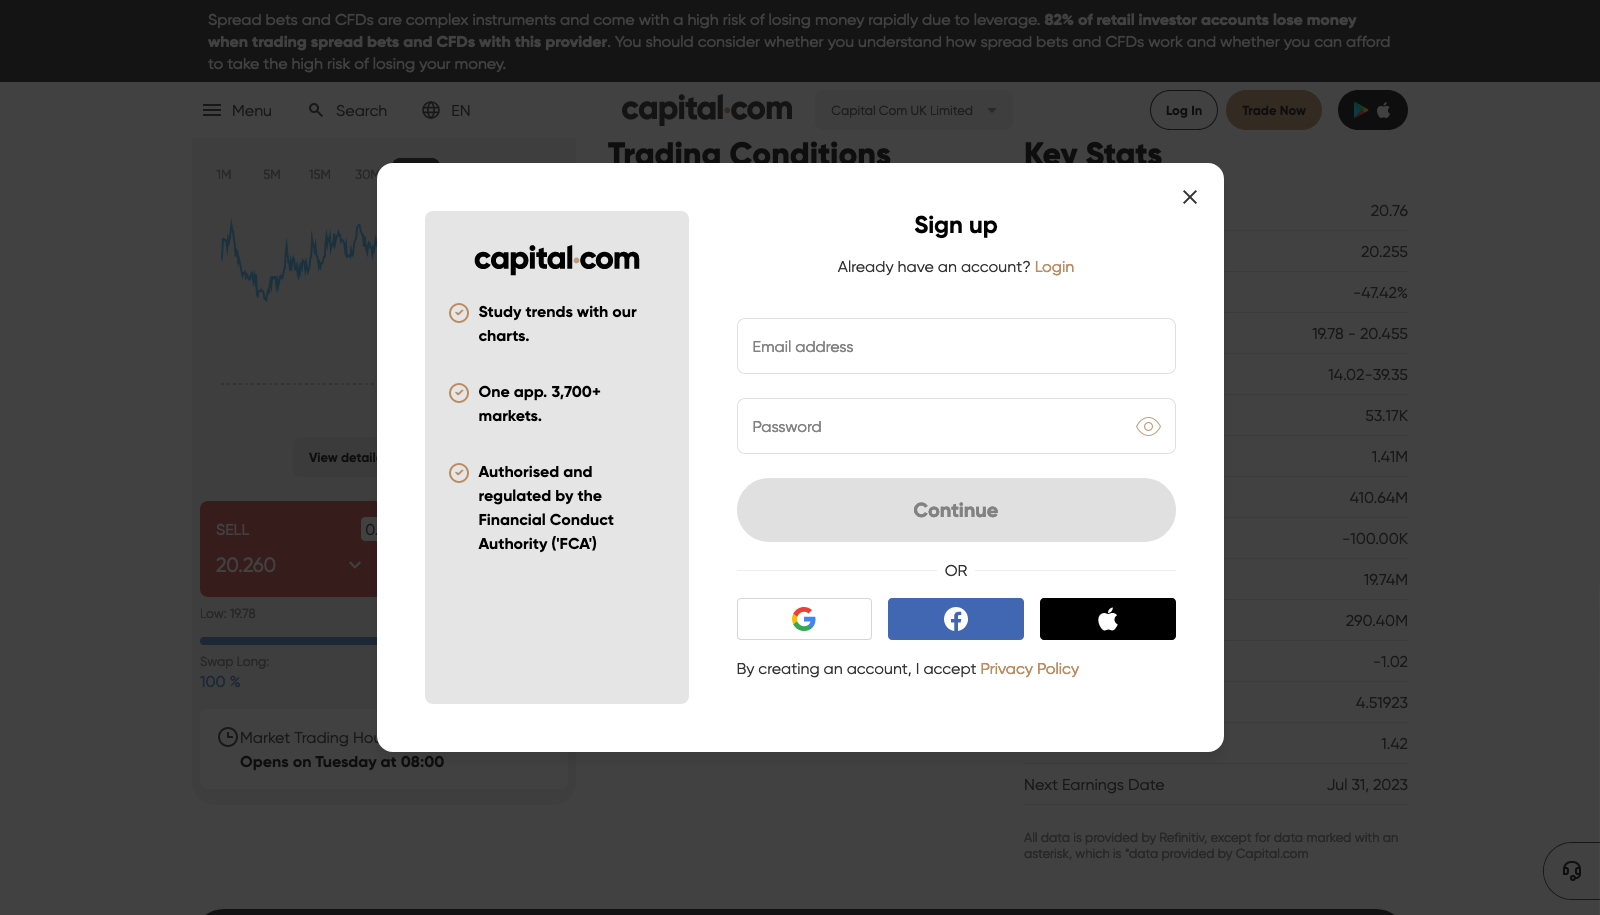 Spread bets and CFDs are complex instruments and come with a high risk of losing money rapidly due to leverage. 82% of retail investor accounts lose money
when trading spread bets and CFDs with this provider. You should consider whether you understand how spread bets and CFDs work and whether you can afford
to take the high risk of losing your money.
Menu
Search
EN
capital.com
Capital Com UK Limited
Log In
Trade Now
Trading Conditions
Key Stats
1M
5M
15M
30M
View details
SELL
20.260
Low: 19.78
Swap Long:
100 %
Market Trading Hou
Opens on Tuesday at 08:00
capital.com
Study trends with our
charts.
One app. 3,700+
markets.
Authorised and
regulated by the
Financial Conduct
Authority ('FCA')
Sign up
Already have an account? Login
Email address
Password
Continue
OR
By creating an account, I accept Privacy Policy
20.76
20.255
-47.42%
19.78 - 20.455
14.02-39.35
53.17K
1.41M
410.64M
-100.00K
19.74M
290.40M
-1.02
4.51923
1.42
Next Earnings Date
Jul 31, 2023
All data is provided by Refinitiv, except for data marked with an
asterisk, which is *data provided by Capital.com